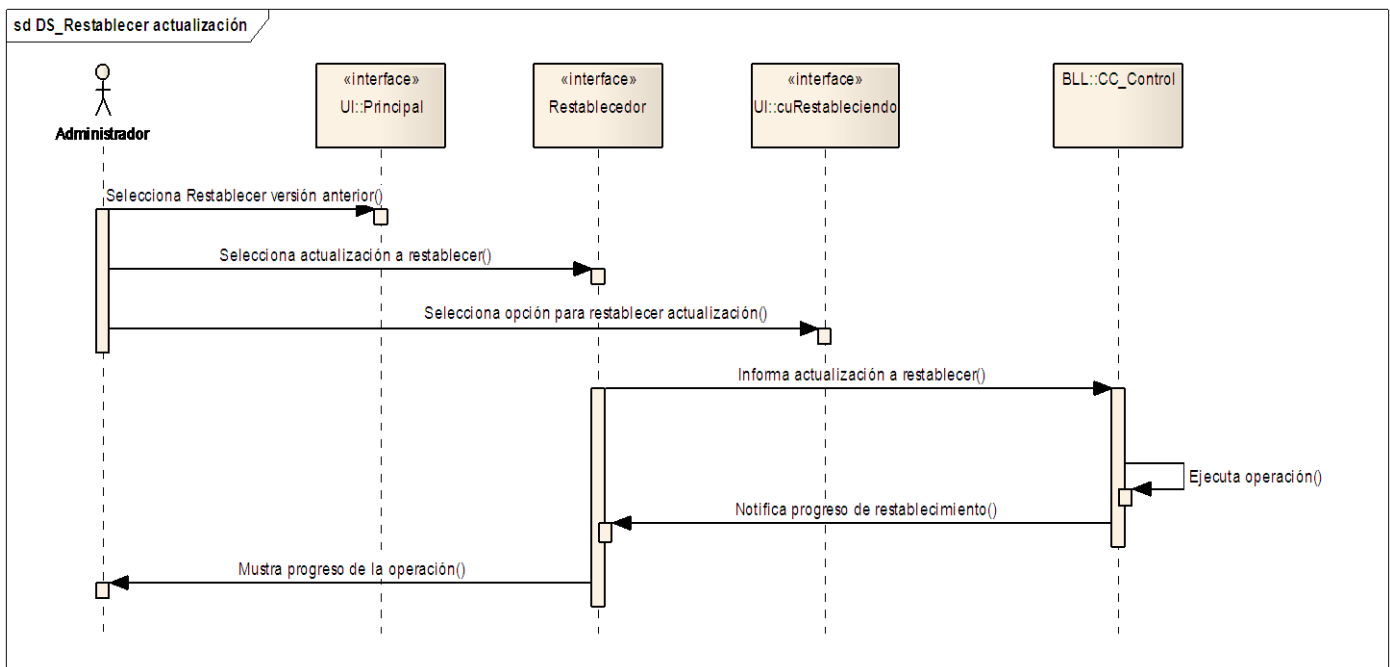 sd DS_Restablecer actualización
Administrador
«interface»
UI::Principal
«interface»
Restablecedor
«interface»
UI::cuRestableciendo
BLL::CC_Control
Selecciona Restablecer versión anterior()
Selecciona actualización a restablecer()
Selecciona opción para restablecer actualización()
Informa actualización a restablecer()
Ejecuta operación()
Notifica progreso de restablecimiento()
Mustra progreso de la operación()